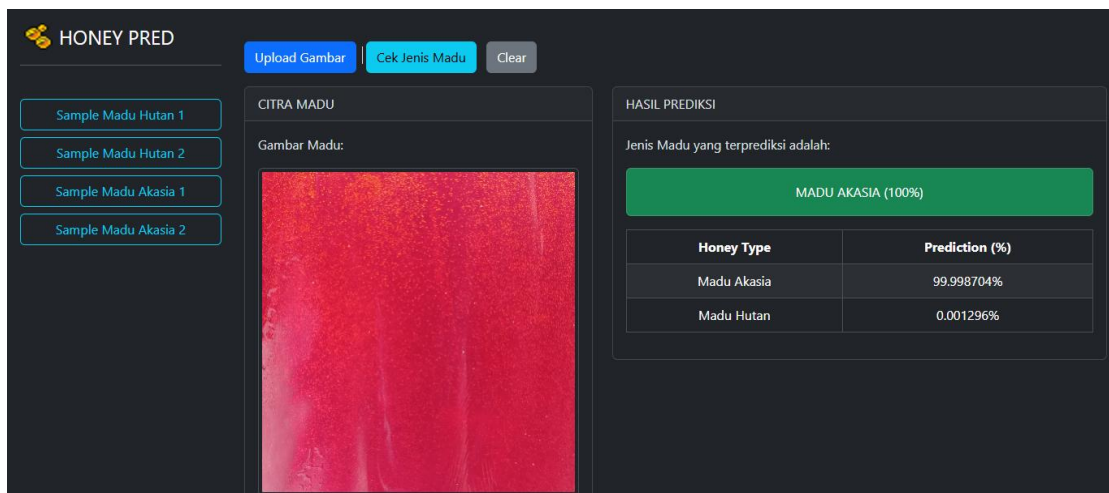 HONEY PRED
Upload Gambar | Cek Jenis Madu Clear
Sample Madu Hutan 1
Sample Madu Hutan 2
Sample Madu Akasia 1
Sample Madu Akasia 2
CITRA MADU
Gambar Madu:
HASIL PREDIKSI
Jenis Madu yang terprediksi adalah:
MADU AKASIA (100%)
Honey Type Prediction (%)
Madu Akasia 99.998704%
Madu Hutan 0.001296%